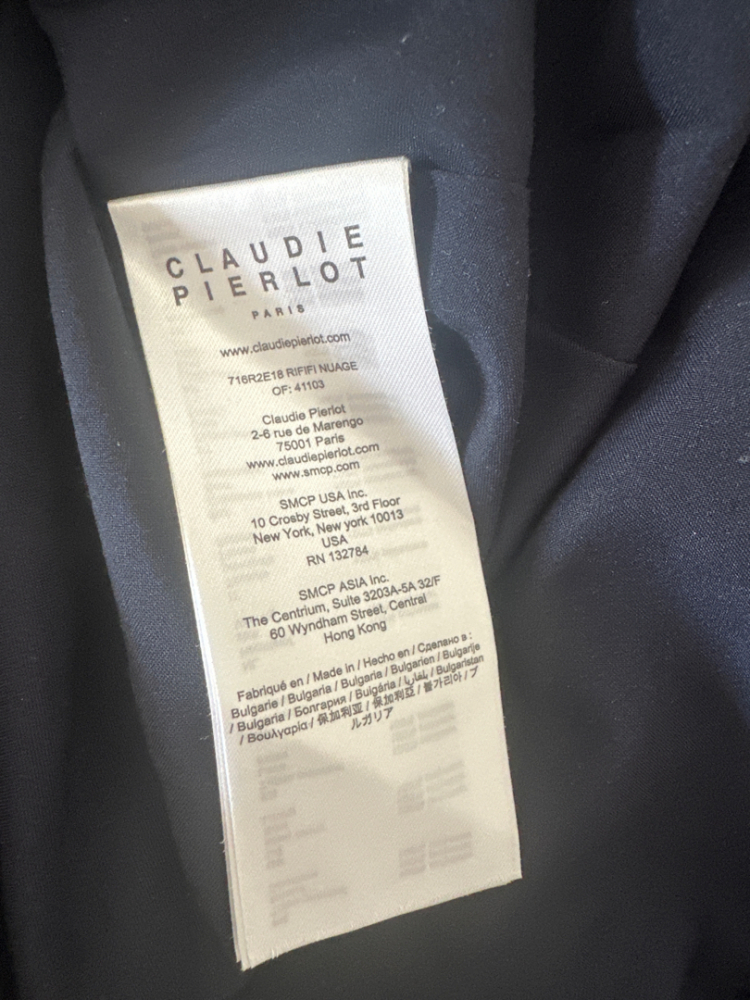 CLAUDIE
PIERLOT
PARIS
www.claudiepierlot.com
716R2E18 RIFIFI NUAGE
OF: 41103
Claudie Pierlot
2-6 rue de Marengo
75001 Paris
www.claudiepierlot.com
www.smcp.com
SMCP USA Inc.
10 Crosby Street, 3rd Floor
New York, New york 10013
USA
RN 132784
SMCP ASIA Inc.
The Centrium, Suite 3203A-5A 32/F
60 Wyndham Street, Central
Hong Kong
Fabriqué en / Made in / Hecho en / Сделано в :
Bulgarie / Bulgaria / Bulgaria / Bulgarien / Bulgarije
/ Bulgaria / Болгария / Bulgária / بلغاريا / Bulgaristan
/ Βουλγαρία / 保加利亚 / 保加利亞 / 불가리아 / ブ
ルガリア